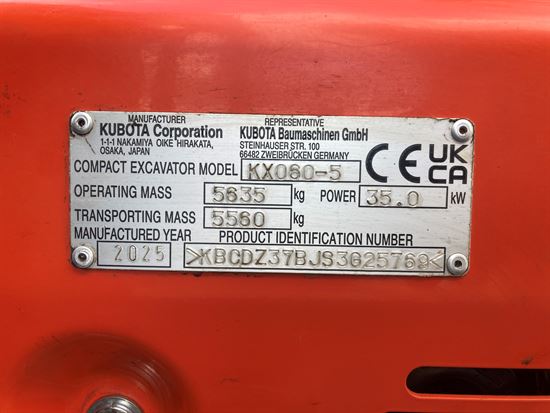 MANUFACTURER REPRESENTATIVE
KUBOTA Corporation KUBOTA Baumaschinen GmbH
1-1-1 NAKAMIYA OIKE HIRAKATA, STEINHAUSER STR. 100
OSAKA, JAPAN 66482 ZWEIBRÜCKEN GERMANY
COMPACT EXCAVATOR MODEL KX060-5 CE UKCA
OPERATING MASS 5635 kg POWER 35.0 kW
TRANSPORTING MASS 5560 kg
MANUFACTURED YEAR PRODUCT IDENTIFICATION NUMBER
2025 >KBCDZ37BJS3G25769<